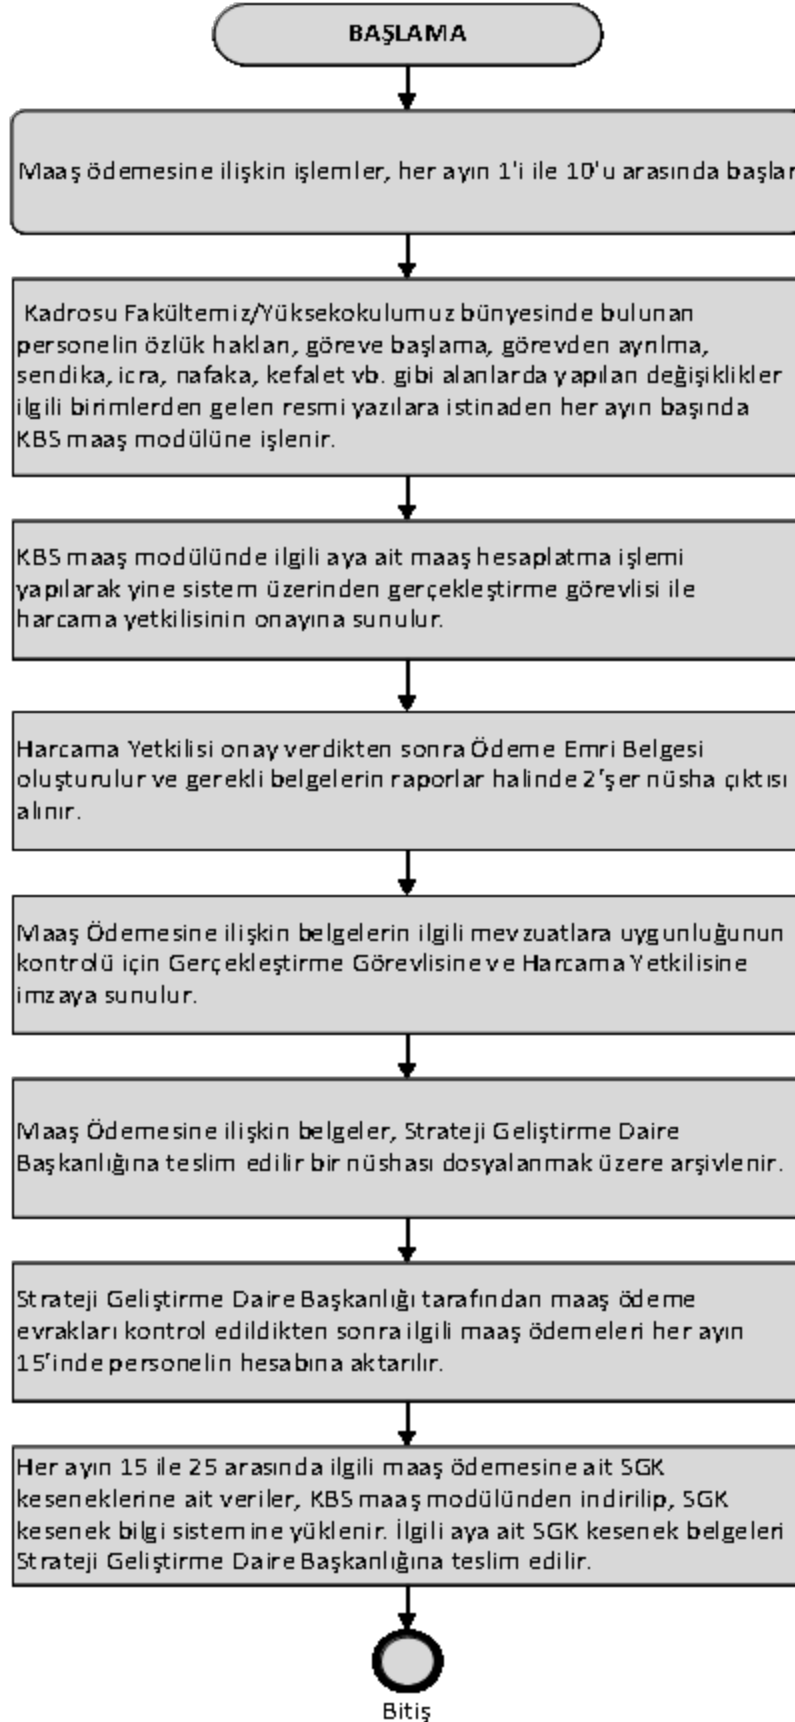 BAŞLAMA
Maaş ödemesine ilişkin işlemler, her ayın 1'i ile 10'u arasında başlar
Kadrosu Fakültemiz/Yüksekokulumuz bünyesinde bulunan
personelin özlük hakları, göreve başlama, görevden ayrılma,
sendika, icra, nafaka, kefalet vb. gibi alanlarda yapılan değişiklikler
ilgili birimlerden gelen resmi yazılara istinaden her ayın başında
KBS maaş modülüne işlenir.
KBS maaş modülünde ilgili aya ait maaş hesaplatma işlemi
yapılarak yine sistem üzerinden gerçekleştirme görevlisi ile
harcama yetkilisinin onayına sunulur.
Harcama Yetkilisi onay verdikten sonra Ödeme Emri Belgesi
oluşturulur ve gerekli belgelerin raporlar halinde 2'şer nüsha çıktısı
alınır.
Maaş Ödemesine ilişkin belgelerin ilgili mevzuatlara uygunluğunun
kontrolü için Gerçekleştirme Görevlisine ve Harcama Yetkilisine
imzaya sunulur.
Maaş Ödemesine ilişkin belgeler, Strateji Geliştirme Daire
Başkanlığına teslim edilir bir nüshası dosyalanmak üzere arşivlenir.
Strateji Geliştirme Daire Başkanlığı tarafından maaş ödeme
evrakları kontrol edildikten sonra ilgili maaş ödemeleri her ayın
15'inde personelin hesabına aktarılır.
Her ayın 15 ile 25 arasında ilgili maaş ödemesine ait SGK
keseneklerine ait veriler, KBS maaş modülünden indirilip, SGK
kesenek bilgi sistemine yüklenir. İlgili aya ait SGK kesenek belgeleri
Strateji Geliştirme Daire Başkanlığına teslim edilir.
Bitiş